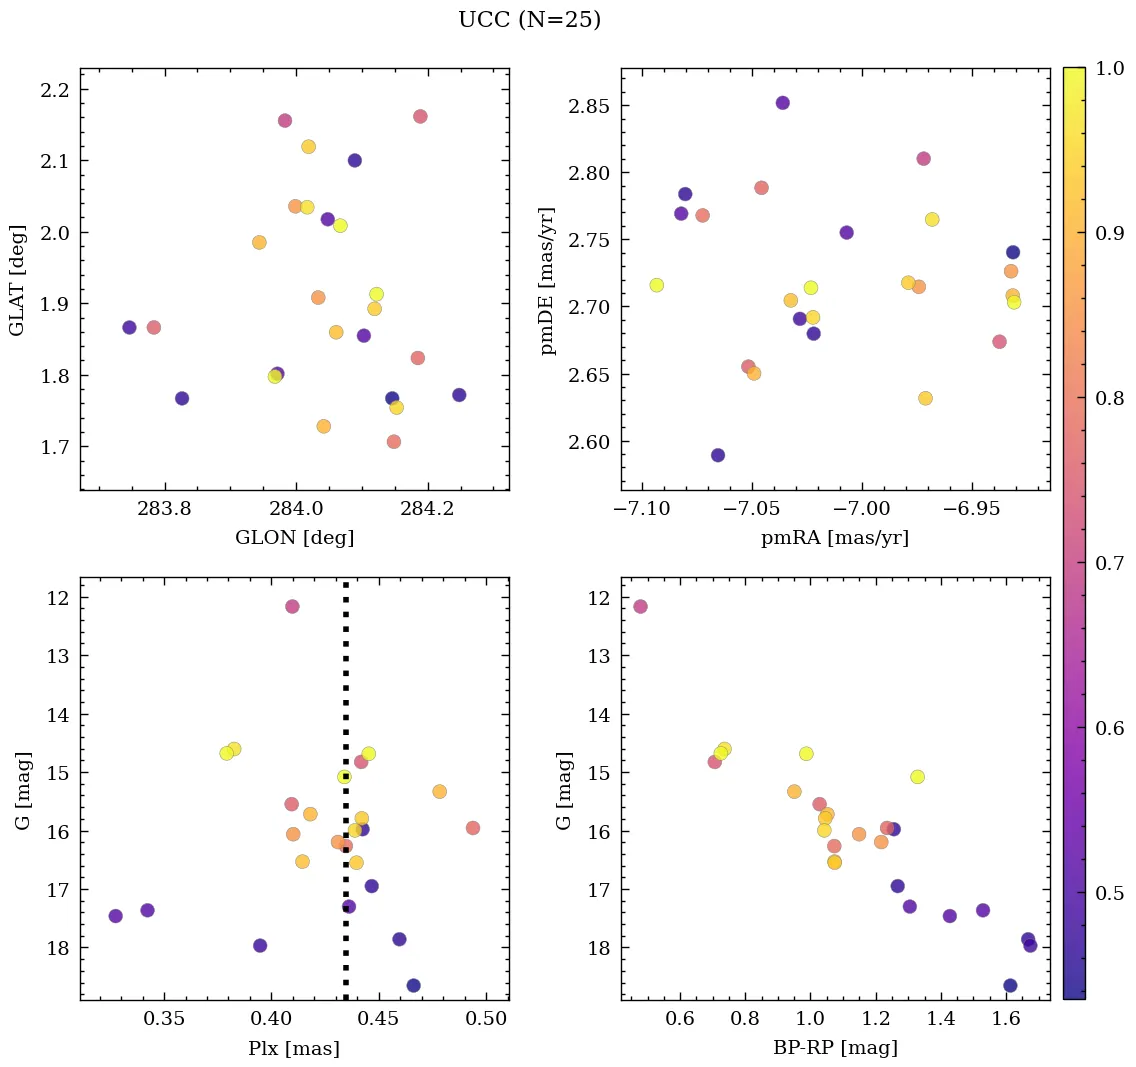 UCC (N=25)
2.2
2.1
2.0
1.9
1.8
1.7
GLAT [deg]
283.8 284.0 284.2
GLON [deg]
2.85
2.80
2.75
2.70
2.65
2.60
pmDE [mas/yr]
−7.10 −7.05 −7.00 −6.95
pmRA [mas/yr]
12
13
14
15
16
17
18
G [mag]
0.35 0.40 0.45 0.50
Plx [mas]
12
13
14
15
16
17
18
G [mag]
0.6 0.8 1.0 1.2 1.4 1.6
BP-RP [mag]
1.0
0.9
0.8
0.7
0.6
0.5